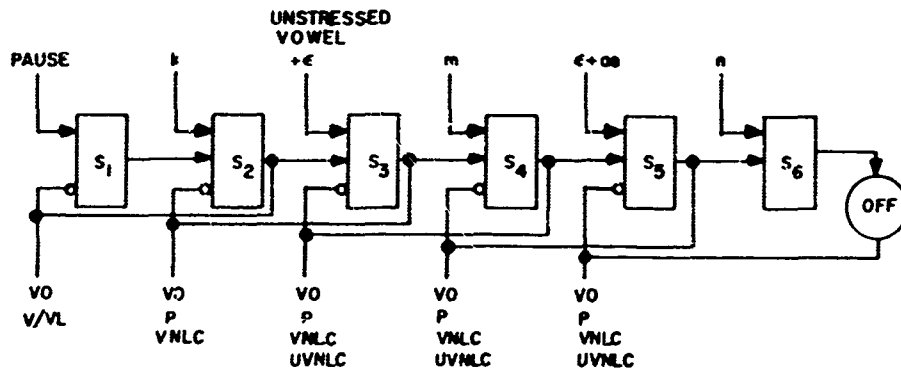 UNSTRESSED
VOWEL
PAUSE k +ε m ε+ae n
S1 S2 S3 S4 S5 S6
OFF
VO VO VO VO VO
V/VL P P P P
VNLC VNLC VNLC VNLC
UVNLC UVNLC UVNLC